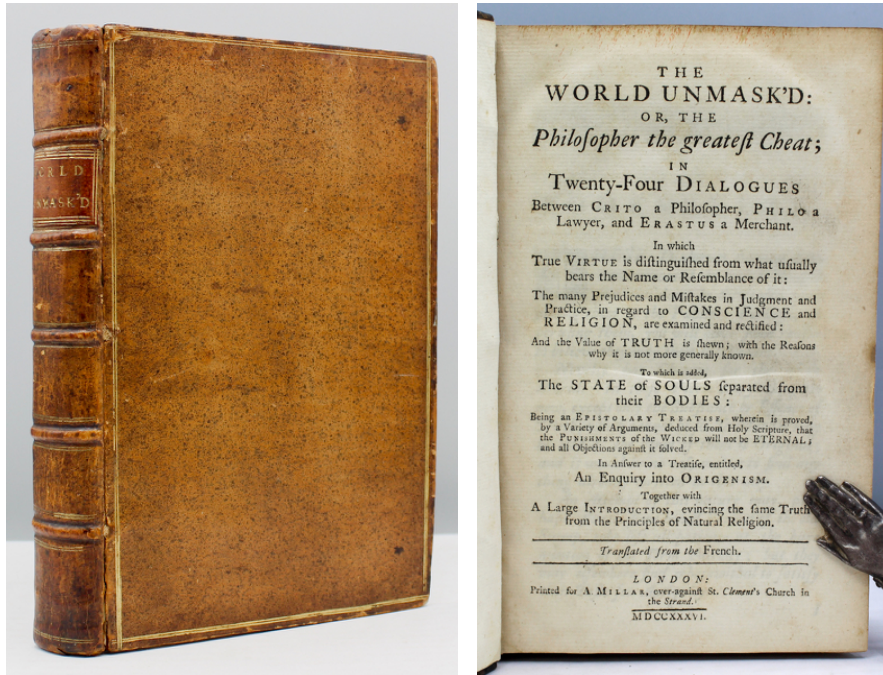 ORLD
NMASK'D
THE
WORLD UNMASK'D:
OR, THE
Philoſopher the greateſt Cheat;
IN
Twenty-Four DIALOGUES
Between CRITO a Philoſopher, PHILO a
Lawyer, and ERASTUS a Merchant.
In which
True VIRTUE is diſtinguiſhed from what uſually
bears the Name or Reſemblance of it:
The many Prejudices and Miſtakes in Judgment and
Practice, in regard to CONSCIENCE and
RELIGION, are examined and rectified:
And the Value of TRUTH is ſhewn; with the Reaſons
why it is not more generally known.
To which is added,
The STATE of SOULS ſeparated from
their BODIES:
Being an EPISTOLARY TREATISE, wherein is proved,
by a Variety of Arguments, deduced from Holy Scripture, that
the PUNISHMENTS of the WICKED will not be ETERNAL;
and all Objections againſt it ſolved.
In Anſwer to a Treatiſe, entitled,
An Enquiry into ORIGENISM.
Together with
A Large INTRODUCTION, evincing the ſame Truth
from the Principles of Natural Religion.
Tranſlated from the French.
LONDON:
Printed for A MILLAR, over-againſt St. Clement's Church in
the Strand.
MDCCXXXVI.